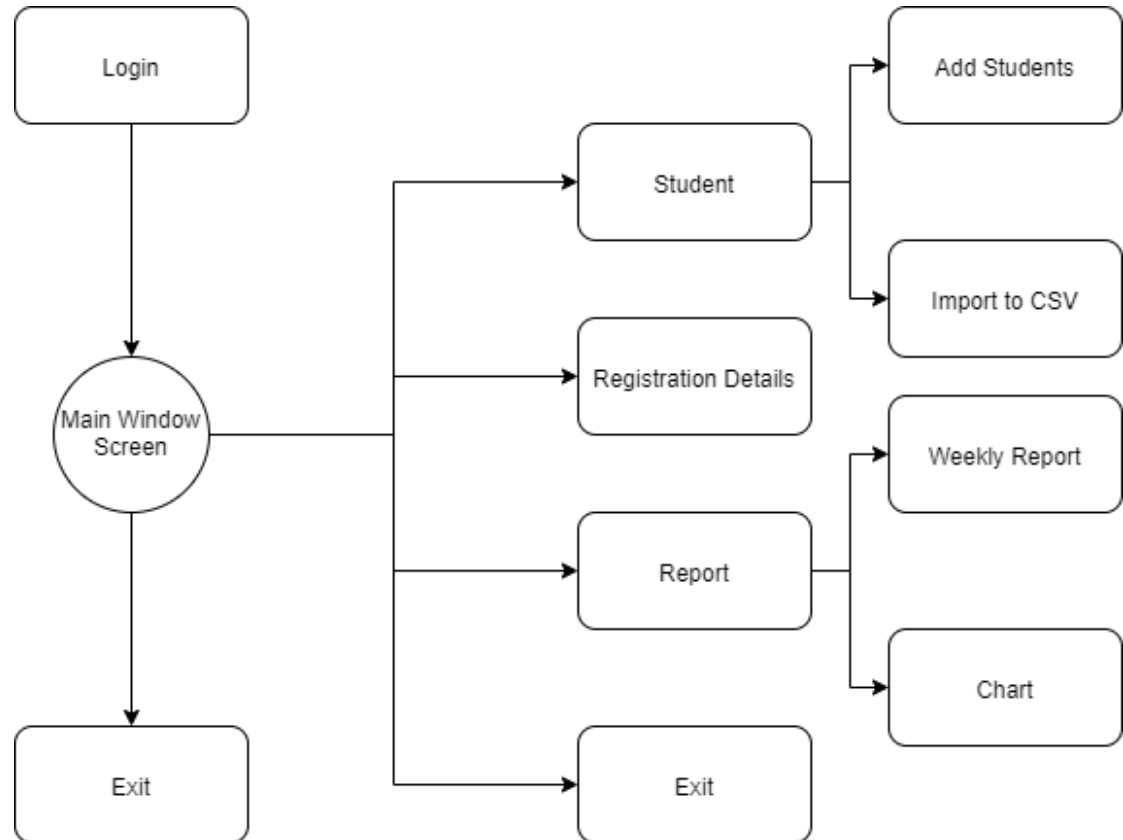 Login
Add Students
Student
Import to CSV
Registration Details
Main Window
Screen
Weekly Report
Report
Chart
Exit
Exit